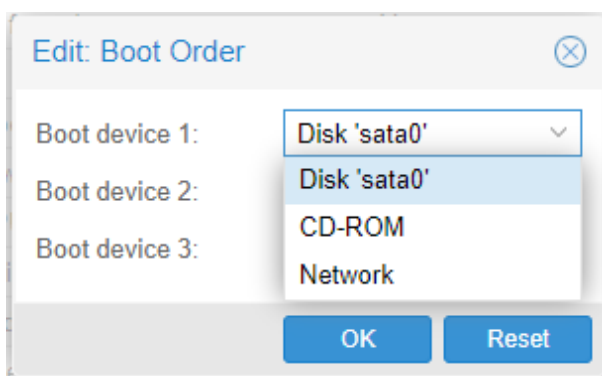 Edit: Boot Order
Boot device 1: Disk 'sata0'
Disk 'sata0'
Boot device 2:
CD-ROM
Boot device 3:
Network
OK Reset